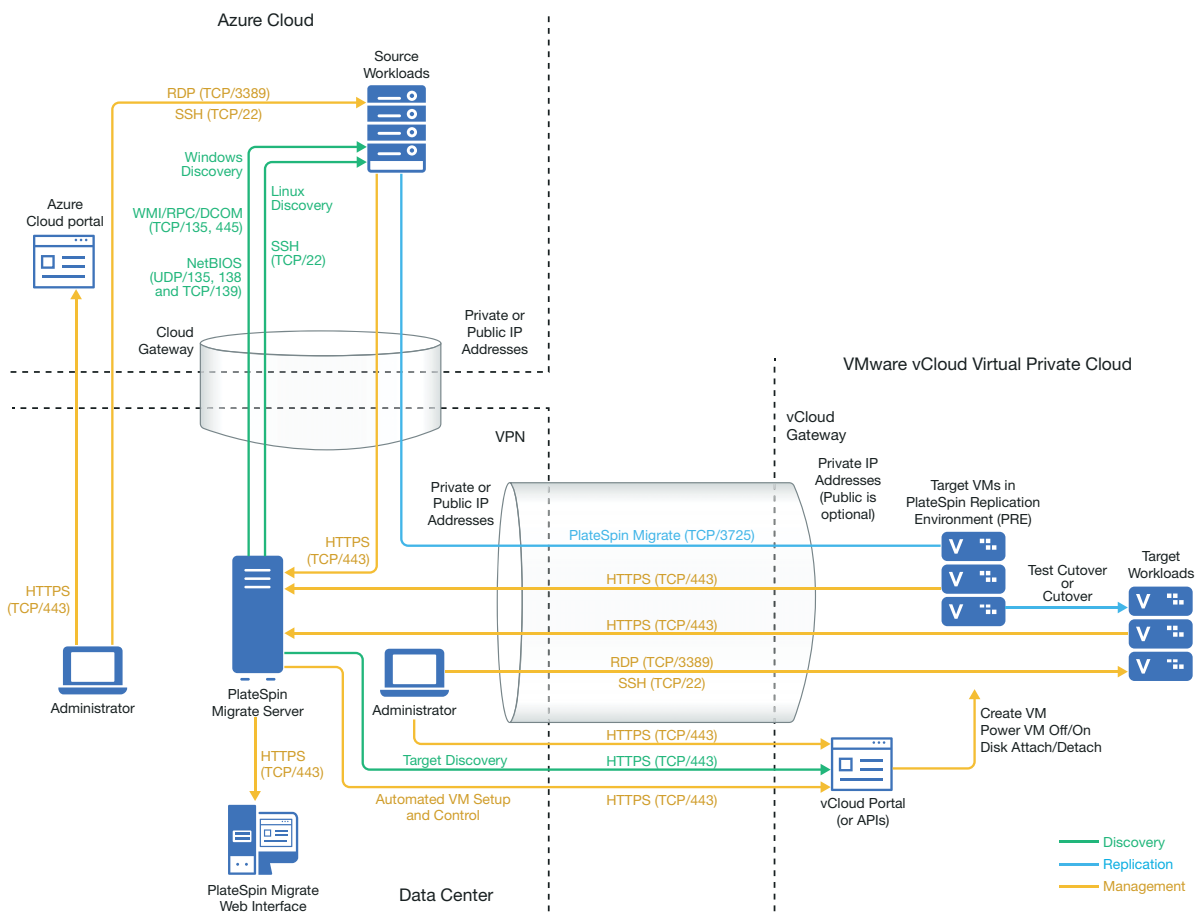 Azure Cloud
Source
Workloads
RDP (TCP/3389)
SSH (TCP/22)
Windows
Discovery
Linux
Discovery
WMI/RPC/DCOM
(TCP/135, 445)
SSH
(TCP/22)
NetBIOS
(UDP/135, 138
and TCP/139)
Azure
Cloud portal
Cloud
Gateway
Private or
Public IP
Addresses
VMware vCloud Virtual Private Cloud
VPN
vCloud
Gateway
Private or
Public IP
Addresses
Private IP
Addresses
(Public is
optional)
Target VMs in
PlateSpin Replication
Environment (PRE)
PlateSpin Migrate (TCP/3725)
HTTPS
(TCP/443)
HTTPS (TCP/443)
Test Cutover
or
Cutover
Target
Workloads
V
V
V
V
V
V
HTTPS
(TCP/443)
HTTPS (TCP/443)
RDP (TCP/3389)
SSH (TCP/22)
Administrator
PlateSpin
Migrate Server
Administrator
HTTPS (TCP/443)
Create VM
Power VM Off/On
Disk Attach/Detach
HTTPS
(TCP/443)
Target Discovery
HTTPS (TCP/443)
Automated VM Setup
and Control
HTTPS (TCP/443)
vCloud Portal
(or APIs)
PlateSpin Migrate
Web Interface
Data Center
Discovery
Replication
Management